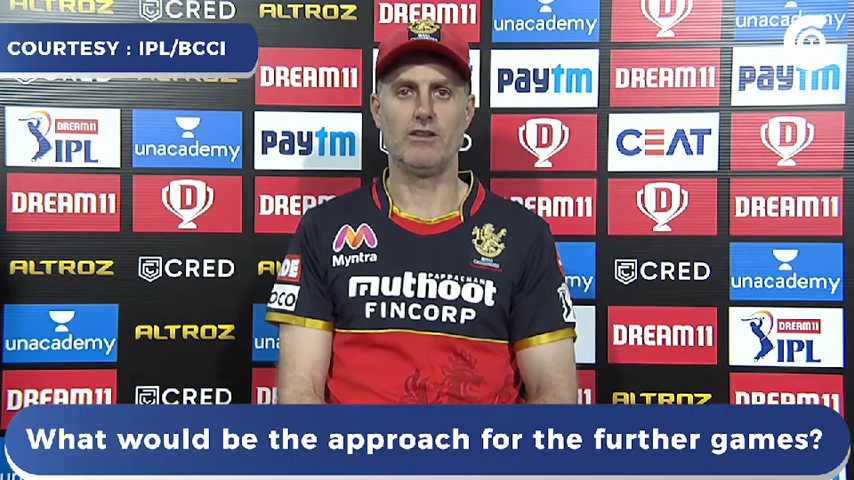 CRED ALTROZ DREAM11 unacademy unacademy
COURTESY : IPL/BCCI
DREAM11 paytm DREAM11 paytm
DREAM11
IPL
unacademy paytm CEAT
DREAM11 DREAM11 DREAM11
Myntra
PAPPACHAN
muthoot
FINCORP
ALTROZ CRED CRED unacademy
unacademy ALTROZ DREAM11
DREAM11
IPL
DREAM11 CRED ALTROZ DREAM11
What would be the approach for the further games?